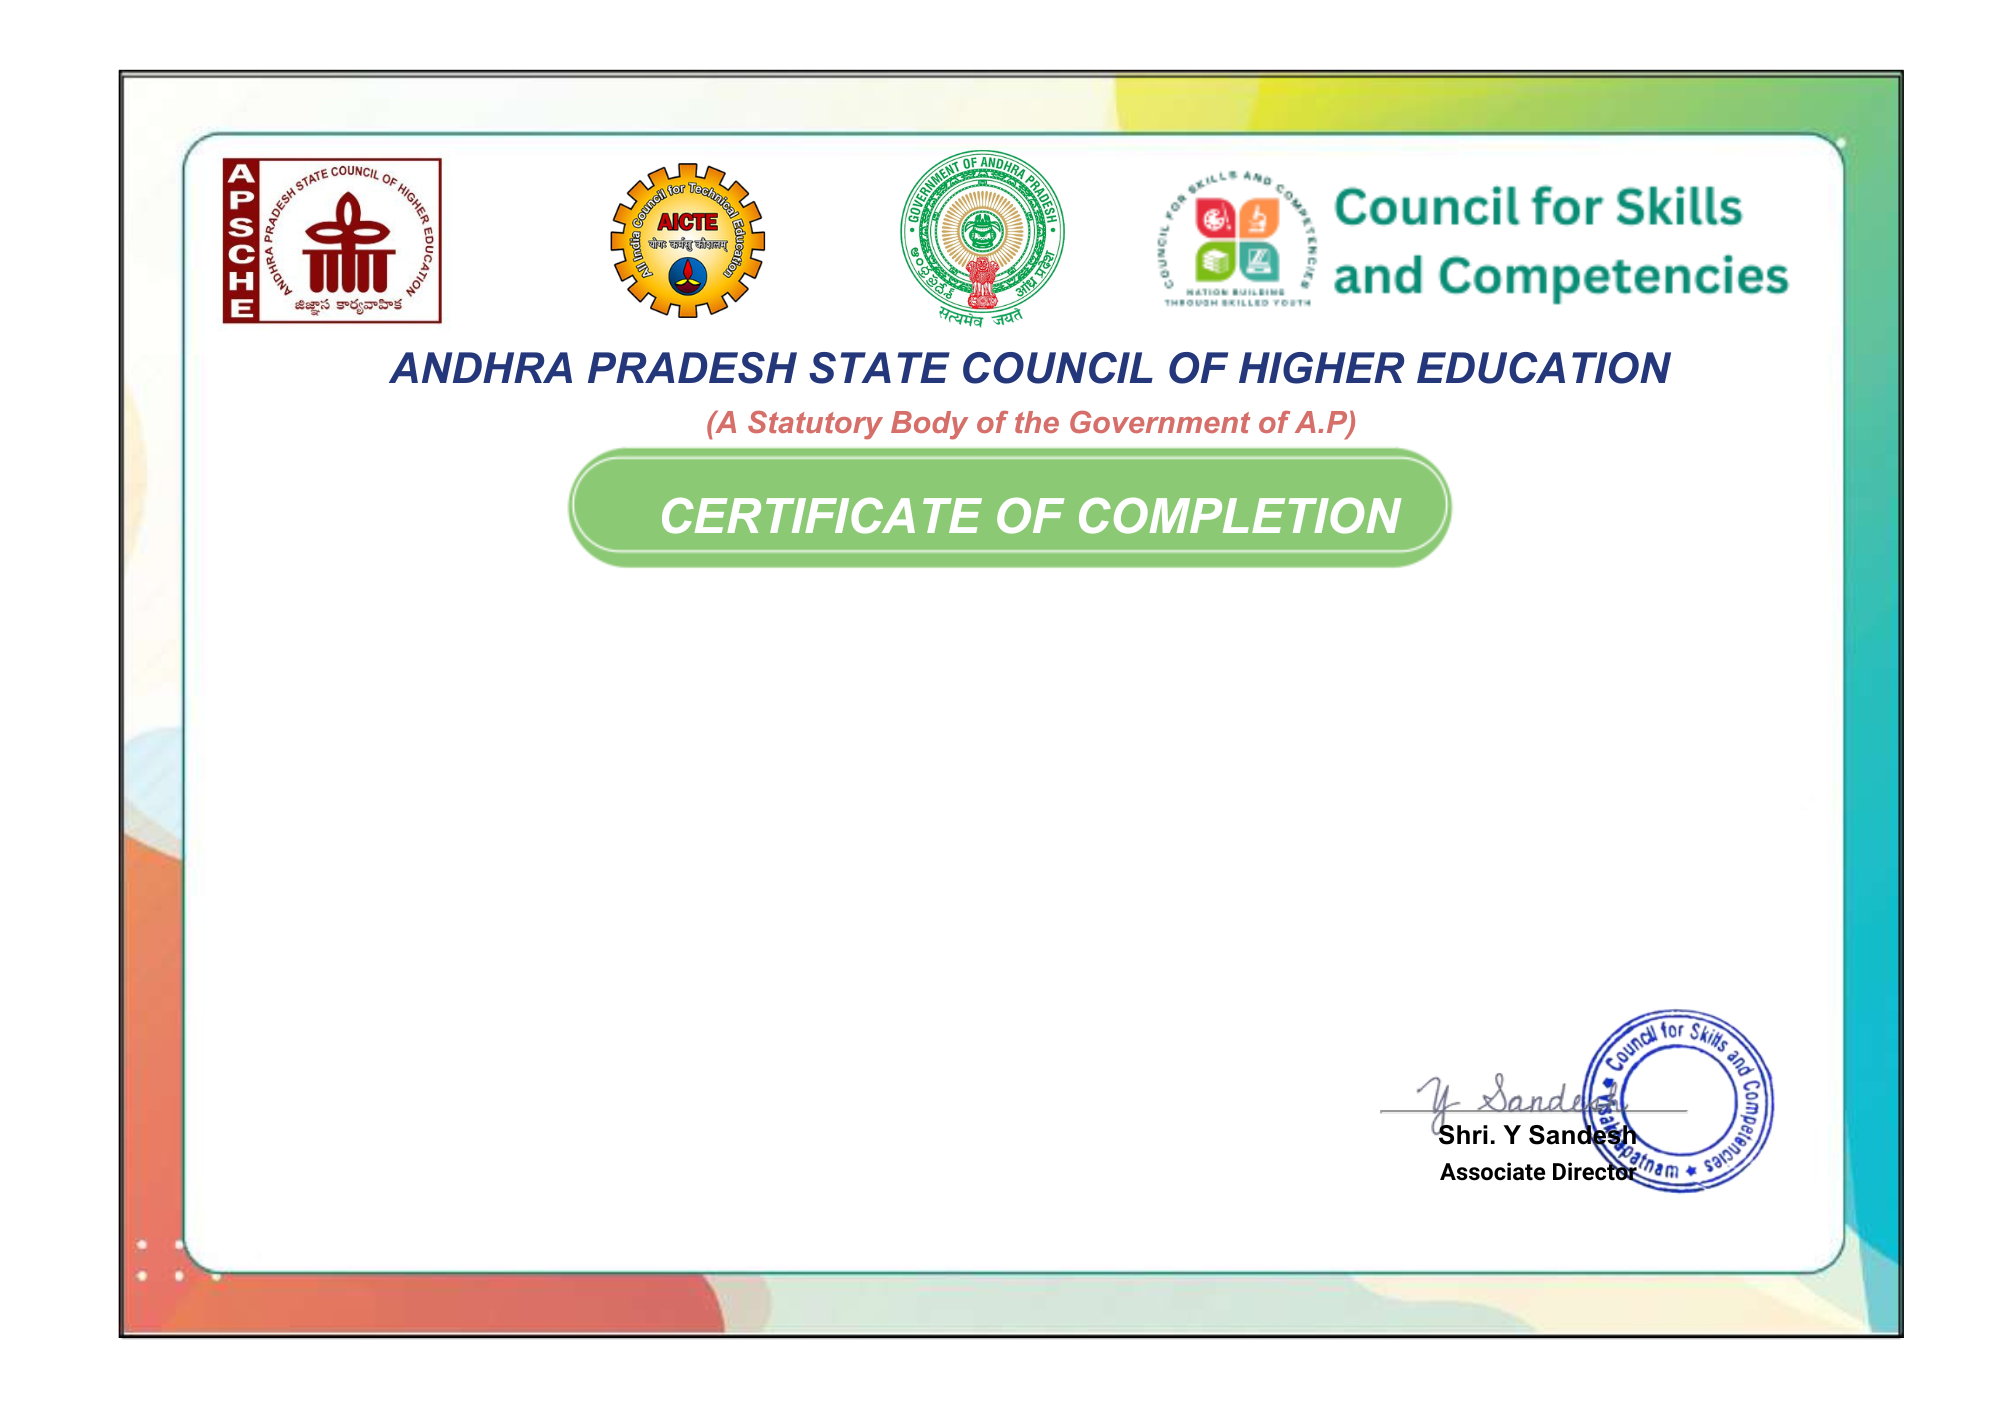 APSCHE
ANDHRA PRADESH STATE COUNCIL OF HIGHER EDUCATION
జిజ్ఞాస కార్యవాహిక
All India Council for Technical Education
AICTE
योगः कर्मसु कौशलम्
GOVERNMENT OF ANDHRA PRADESH
ఆంధ్రప్రదేశ్
आंध्र प्रदेश
सत्यमेव जयते
COUNCIL FOR SKILLS AND COMPETENCIES
NATION BUILDING
THROUGH SKILLED YOUTH
Council for Skills
and Competencies
ANDHRA PRADESH STATE COUNCIL OF HIGHER EDUCATION
(A Statutory Body of the Government of A.P)
CERTIFICATE OF COMPLETION
Y Sandesh
Council for Skills and Competencies
Visakhapatnam
Shri. Y Sandesh
Associate Director